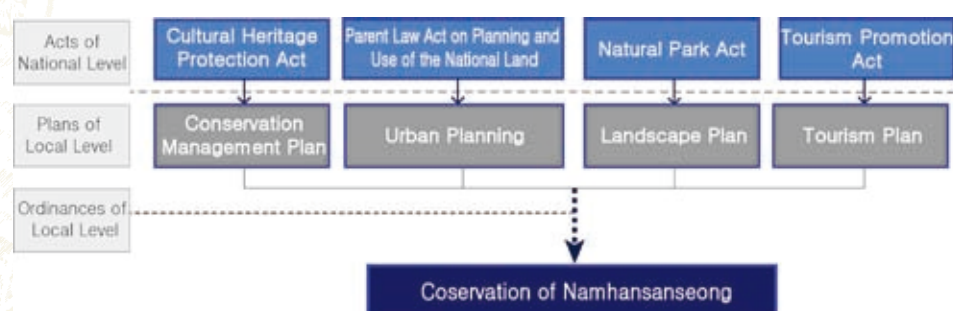 Acts of
National Level
Cultural Heritage
Protection Act
Parent Law Act on Planning and
Use of the National Land
Natural Park Act
Tourism Promotion
Act
Plans of
Local Level
Conservation
Management Plan
Urban Planning
Landscape Plan
Tourism Plan
Ordinances of
Local Level
Coservation of Namhansanseong